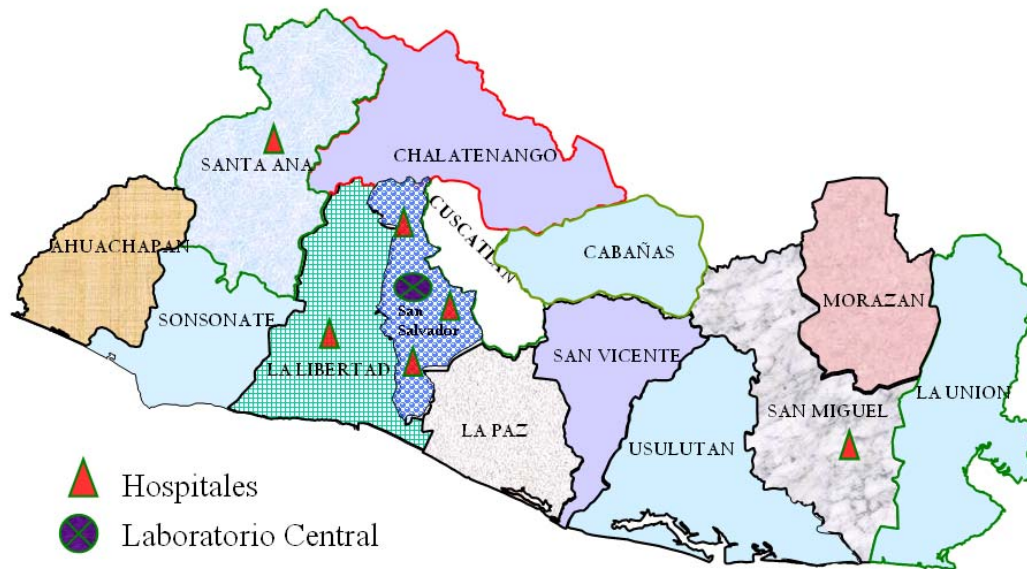 CHALATENANGO
SANTA ANA
CUSCATLAN
AHUACHAPAN
CABAÑAS
SONSONATE
San
Salvador
MORAZAN
LA LIBERTAD
SAN VICENTE
LA UNION
SAN MIGUEL
LA PAZ
USULUTAN
Hospitales
Laboratorio Central